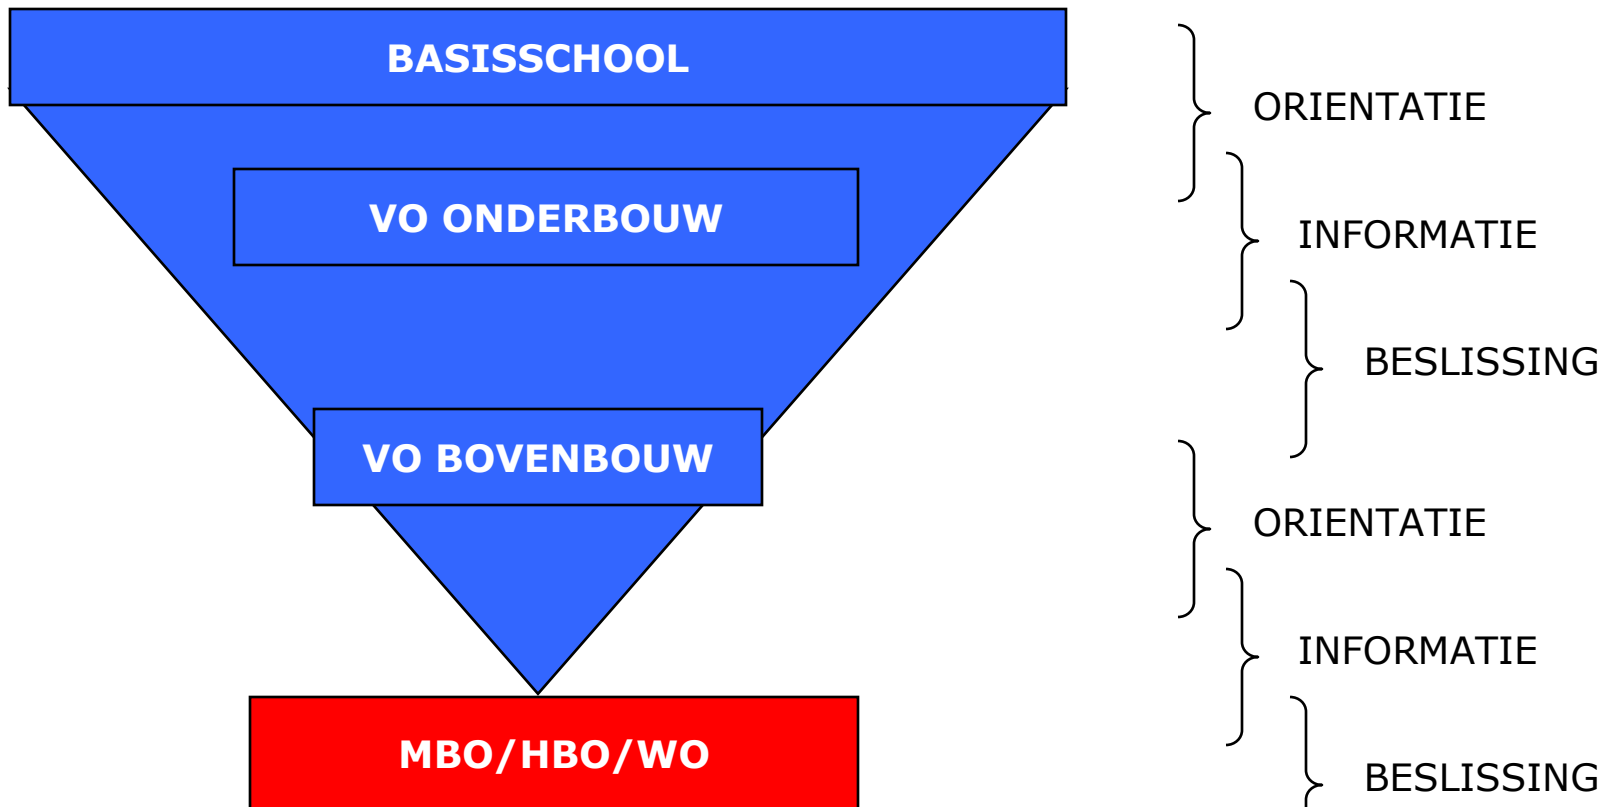 BASISSCHOOL
ORIENTATIE
VO ONDERBOUW
INFORMATIE
BESLISSING
VO BOVENBOUW
ORIENTATIE
INFORMATIE
MBO/HBO/WO
BESLISSING